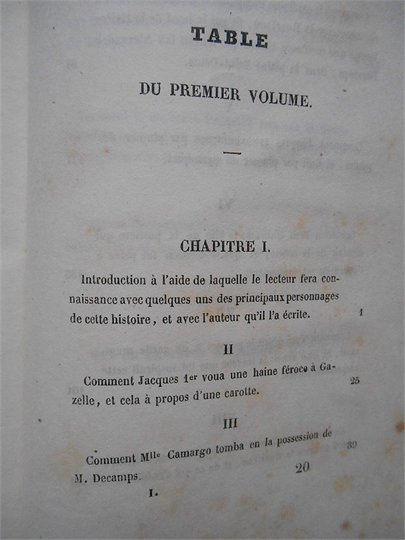 TABLE
DU PREMIER VOLUME.
CHAPITRE I.
Introduction à l'aide de laquelle le lecteur fera con-
naissance avec quelques uns des principaux personnages
de cette histoire, et avec l'auteur qu'il l'a écrite. 1
II
Comment Jacques 1er voua une haine féroce à Ga-
zelle, et cela à propos d'une carotte. 25
III
Comment Mlle Camargo tomba en la possession de
M. Decamps. 39
I. 20